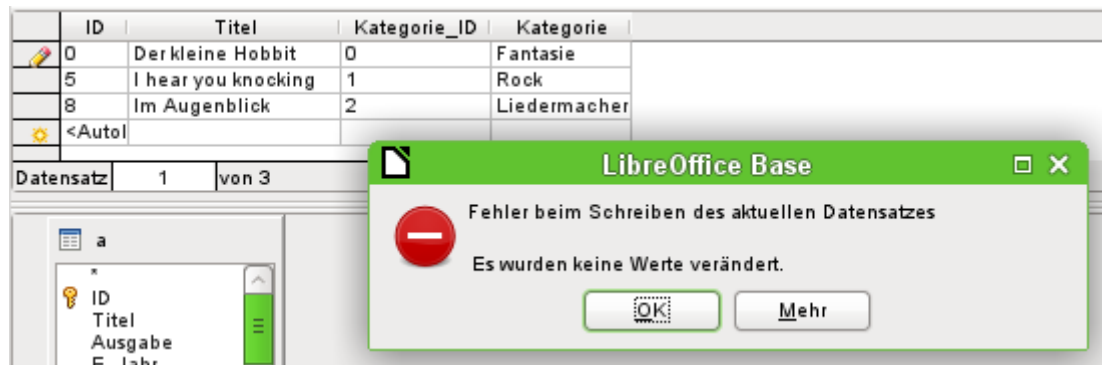 ID Titel Kategorie_ID Kategorie
0 Der kleine Hobbit 0 Fantasie
5 I hear you knocking 1 Rock
8 Im Augenblick 2 Liedermacher
<Autol
Datensatz 1 von 3
LibreOffice Base
Fehler beim Schreiben des aktuellen Datensatzes
Es wurden keine Werte verändert.
OK Mehr
a
*
ID
Titel
Ausgabe